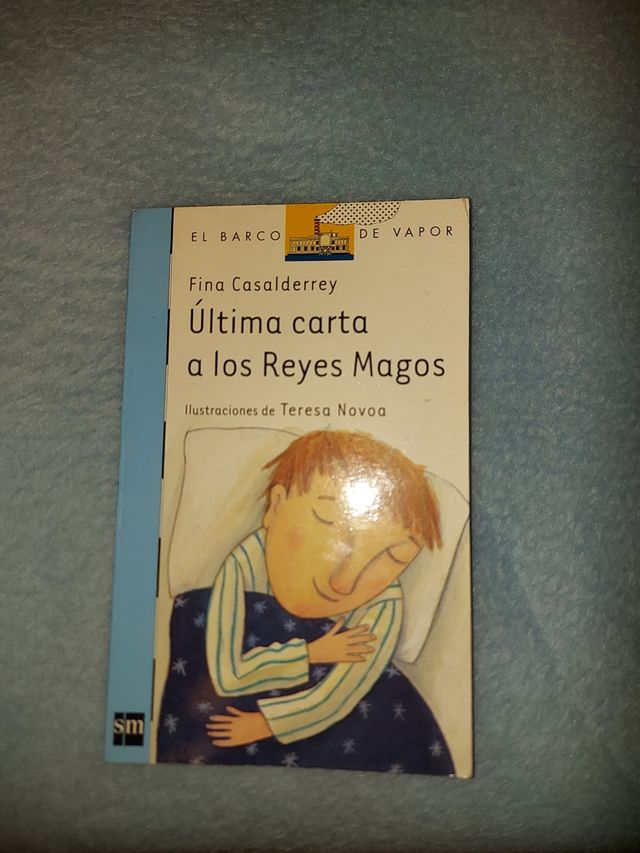 EL BARCO DE VAPOR
Fina Casalderrey
Última carta
a los Reyes Magos
Ilustraciones de Teresa Novoa
sm